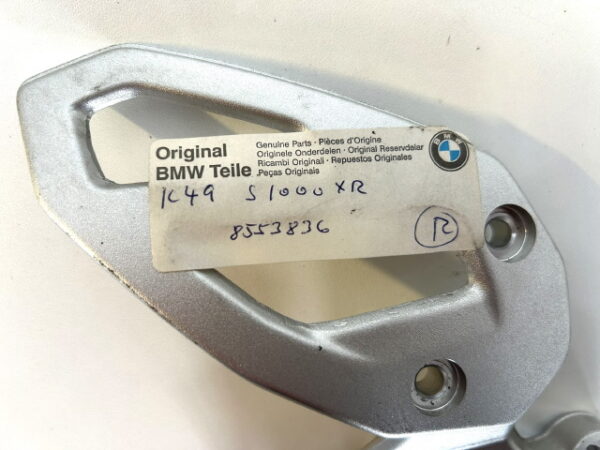 Original
BMW Teile
Genuine Parts · Pièces d'Origine
Originele Onderdelen · Original Reservdelar
Ricambi Originali · Repuestos Originales
Peças Originais
BMW
K49 S1000XR
8553836
R